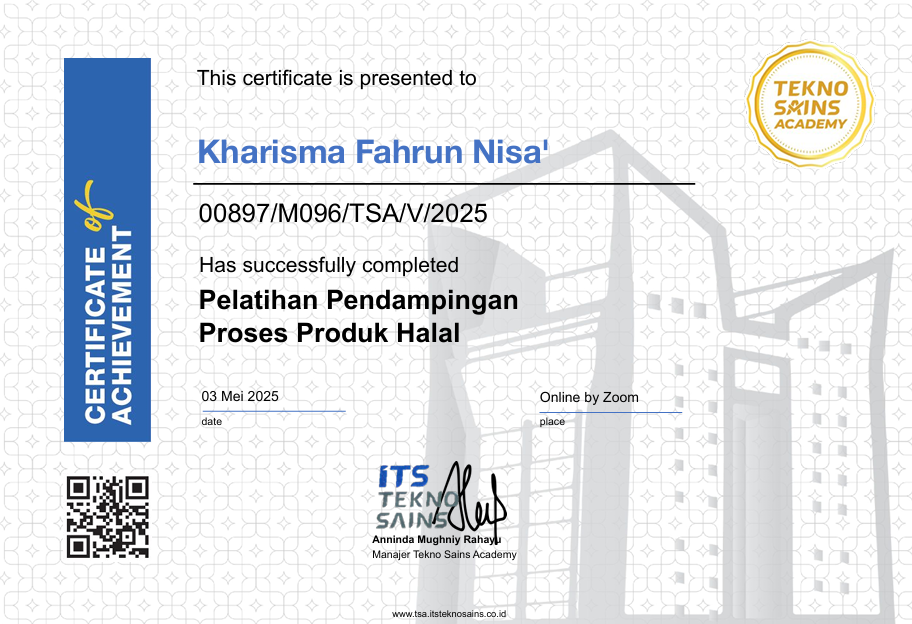 This certificate is presented to
TEKNO
SAINS
ACADEMY
Kharisma Fahrun Nisa'
00897/M096/TSA/V/2025
CERTIFICATE of
ACHIEVEMENT
Has successfully completed
Pelatihan Pendampingan
Proses Produk Halal
03 Mei 2025
date
Online by Zoom
place
ITS
TEKNO
SAINS
Anninda Mughniy Rahayu
Manajer Tekno Sains Academy
www.tsa.itsteknosains.co.id